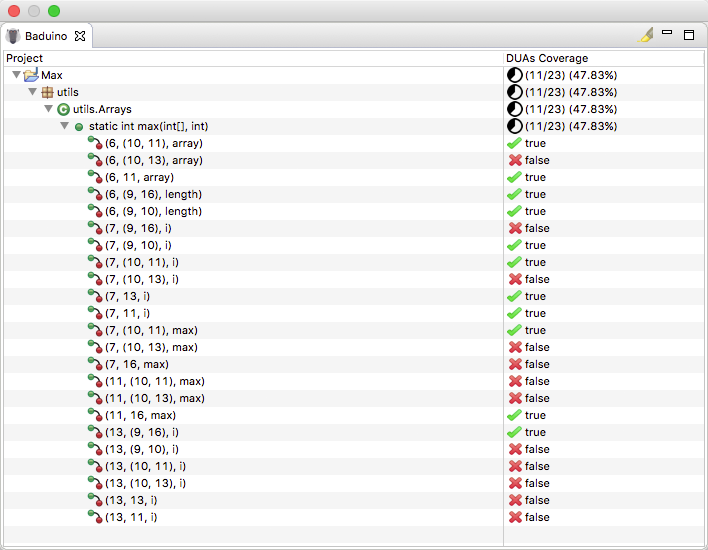 Baduino
Project DUAs Coverage
Max (11/23) (47.83%)
utils (11/23) (47.83%)
utils.Arrays (11/23) (47.83%)
static int max(int[], int) (11/23) (47.83%)
(6, (10, 11), array) true
(6, (10, 13), array) false
(6, 11, array) true
(6, (9, 16), length) true
(6, (9, 10), length) true
(7, (9, 16), i) false
(7, (9, 10), i) true
(7, (10, 11), i) true
(7, (10, 13), i) false
(7, 13, i) true
(7, 11, i) true
(7, (10, 11), max) true
(7, (10, 13), max) false
(7, 16, max) false
(11, (10, 11), max) false
(11, (10, 13), max) false
(11, 16, max) true
(13, (9, 16), i) true
(13, (9, 10), i) false
(13, (10, 11), i) false
(13, (10, 13), i) false
(13, 13, i) false
(13, 11, i) false